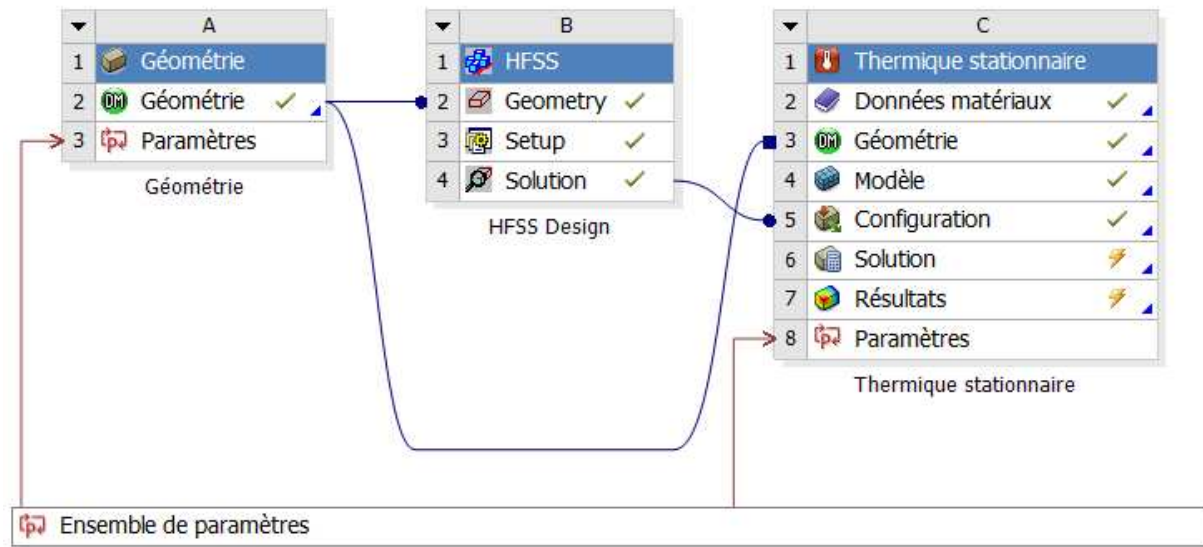 A
1 Géométrie
2 DM Géométrie
3 Paramètres
Géométrie
B
1 HFSS
2 Geometry
3 Setup
4 Solution
HFSS Design
C
1 Thermique stationnaire
2 Données matériaux
3 DM Géométrie
4 Modèle
5 Configuration
6 Solution
7 Résultats
8 Paramètres
Thermique stationnaire
Ensemble de paramètres